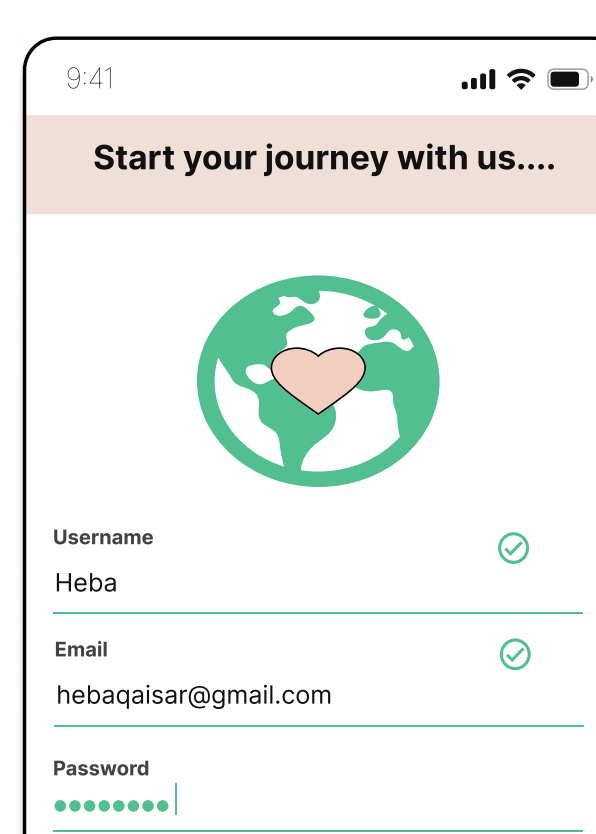 9:41
Start your journey with us....
Username
Heba
Email
hebaqaisar@gmail.com
Password
●●●●●●●●